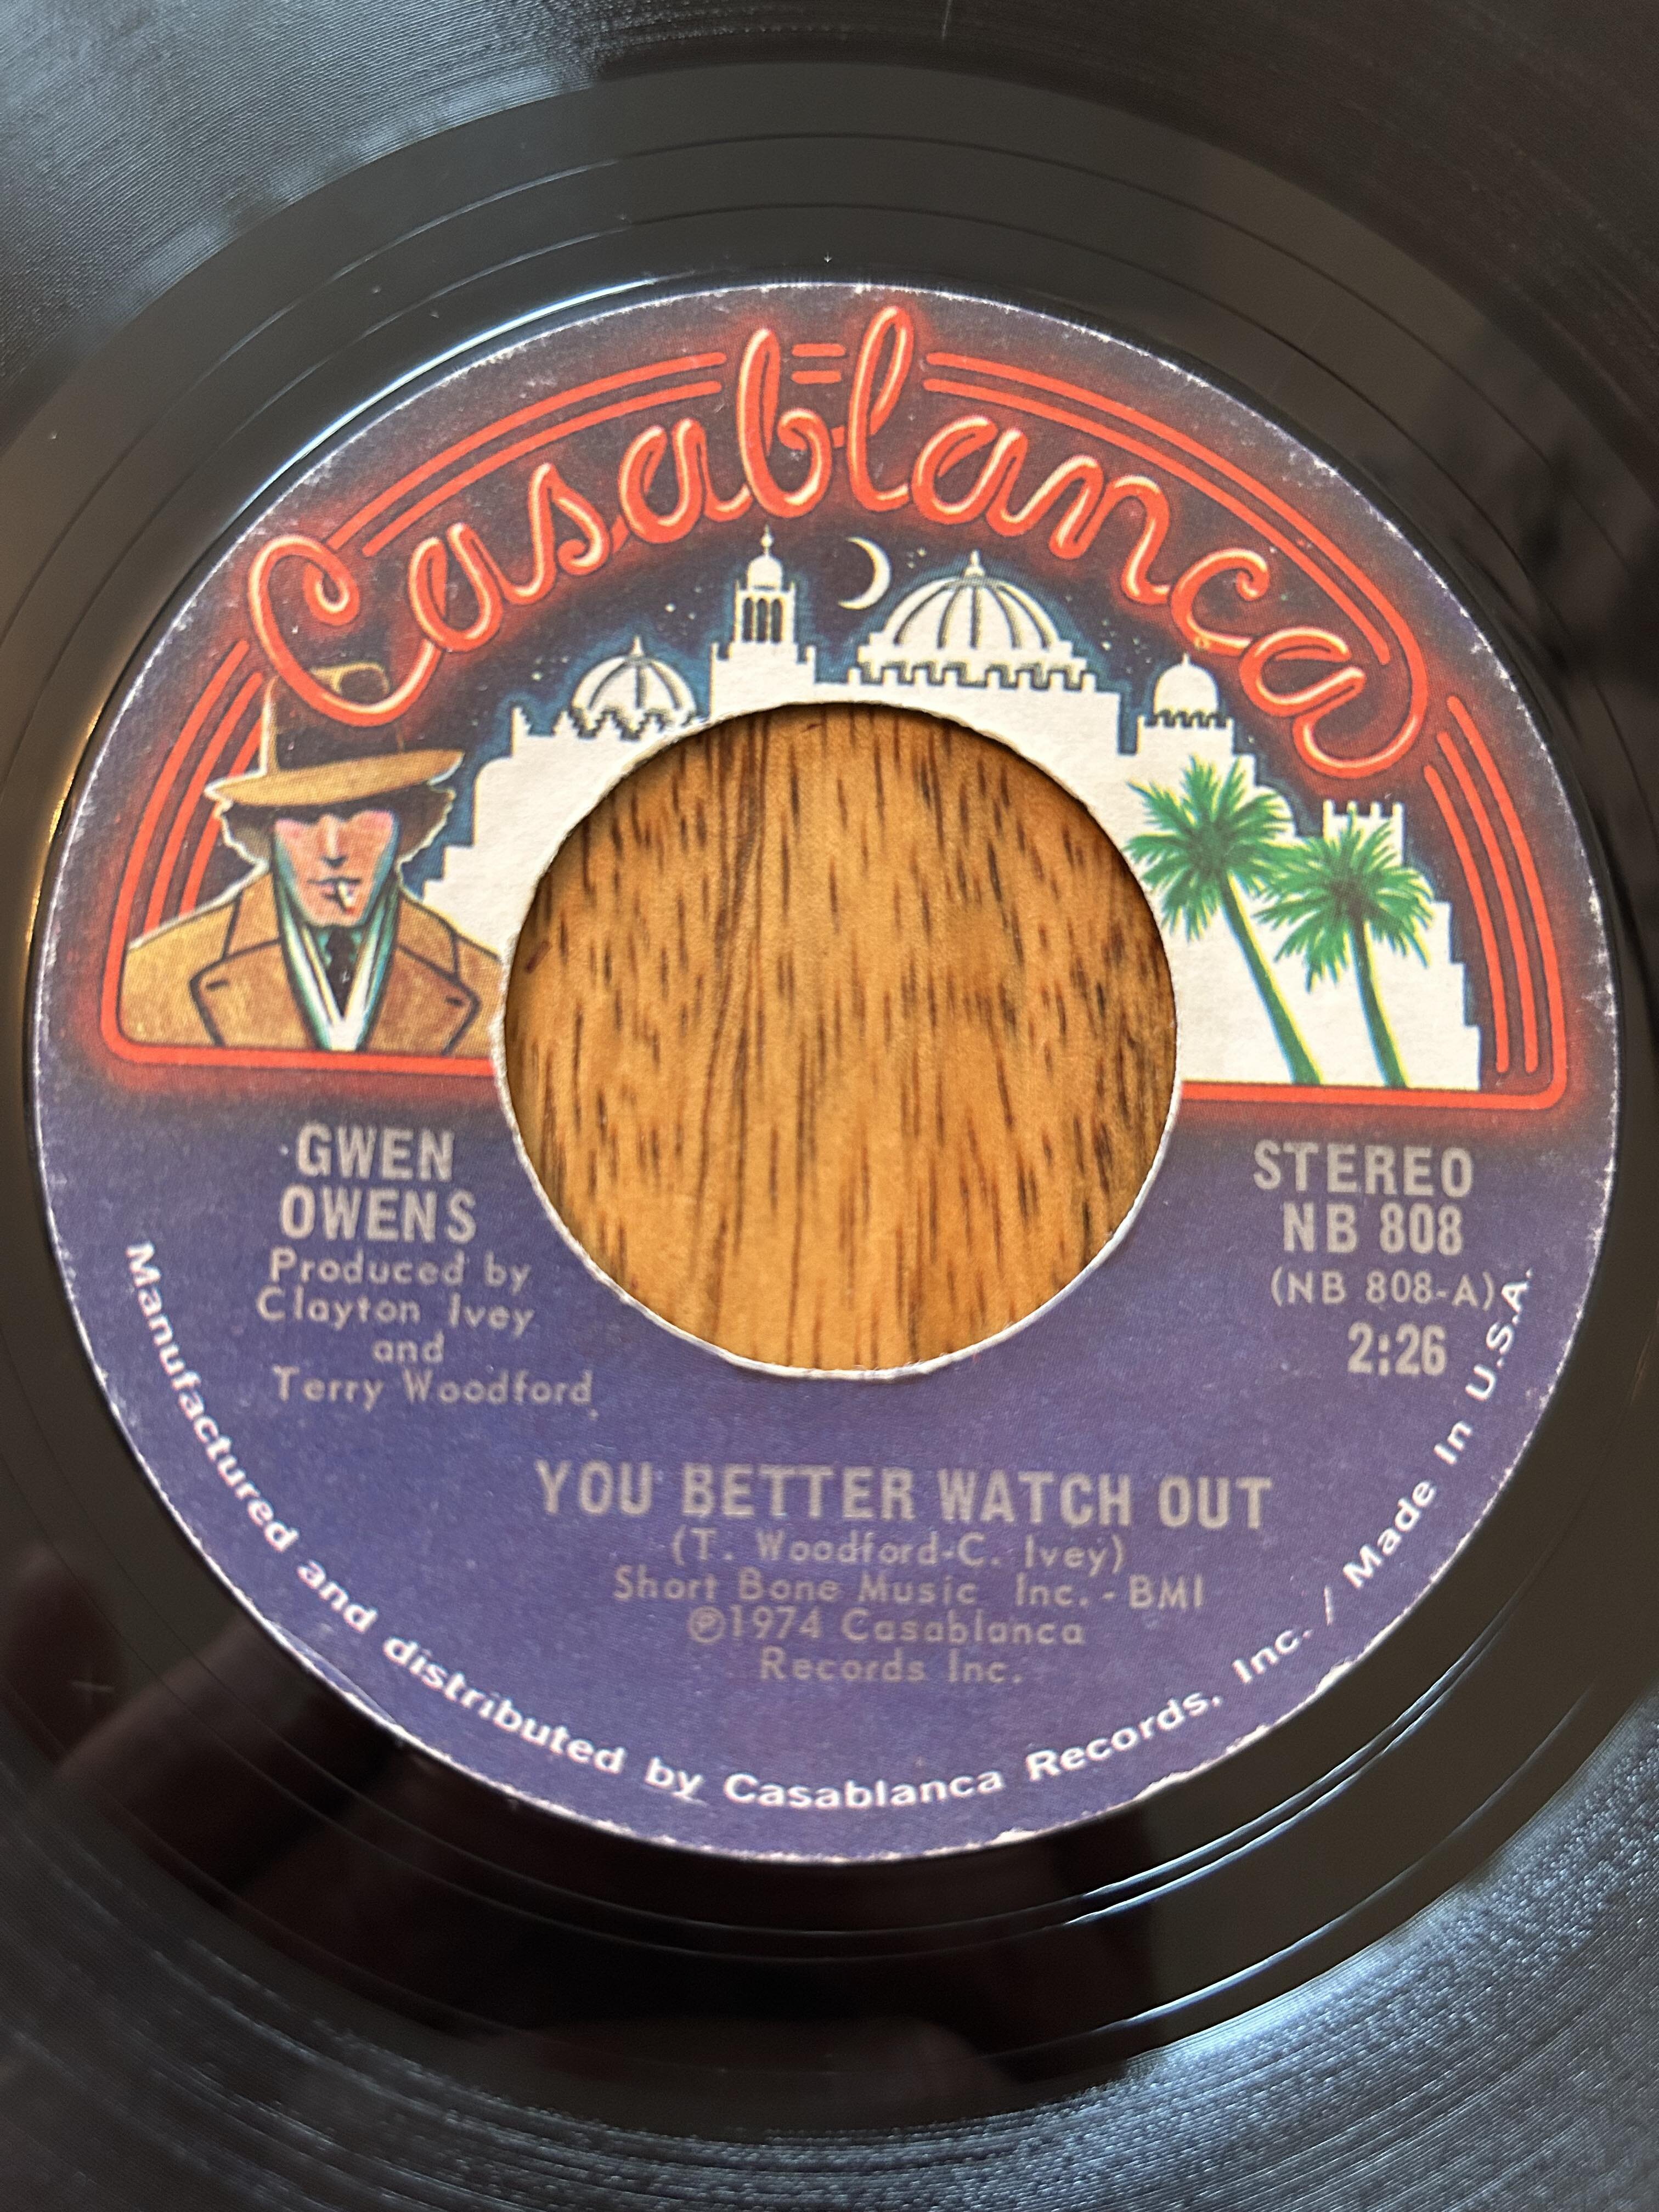 Casablanca
GWEN
OWENS
Produced by
Clayton Ivey
and
Terry Woodford
STEREO
NB 808
(NB 808-A)
2:26
YOU BETTER WATCH OUT
(T. Woodford-C. Ivey)
Short Bone Music Inc. - BMI
℗1974 Casablanca
Records Inc.
Manufactured and distributed by Casablanca Records, Inc. / Made In U.S.A.